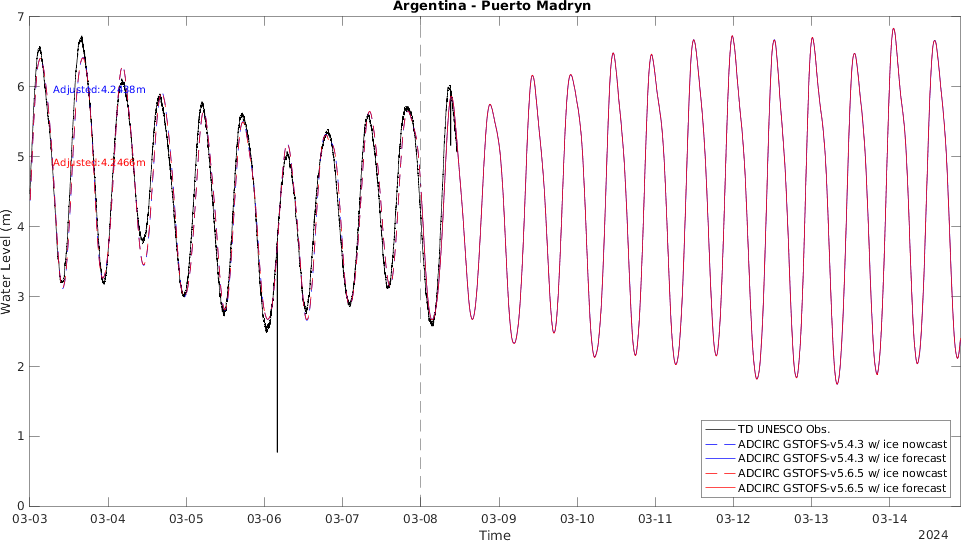 Argentina - Puerto Madryn
7
6
5
4
3
2
1
0
Water Level (m)
Adjusted:4.2438m
Adjusted:4.2466m
TD UNESCO Obs.
ADCIRC GSTOFS-v5.4.3 w/ ice nowcast
ADCIRC GSTOFS-v5.4.3 w/ ice forecast
ADCIRC GSTOFS-v5.6.5 w/ ice nowcast
ADCIRC GSTOFS-v5.6.5 w/ ice forecast
03-03 03-04 03-05 03-06 03-07 03-08 03-09 03-10 03-11 03-12 03-13 03-14
Time
2024